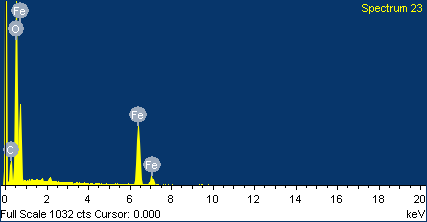 Spectrum 23
Fe
O
Fe
C
Fe
0 2 4 6 8 10 12 14 16 18 20
Full Scale 1032 cts Cursor: 0.000 keV